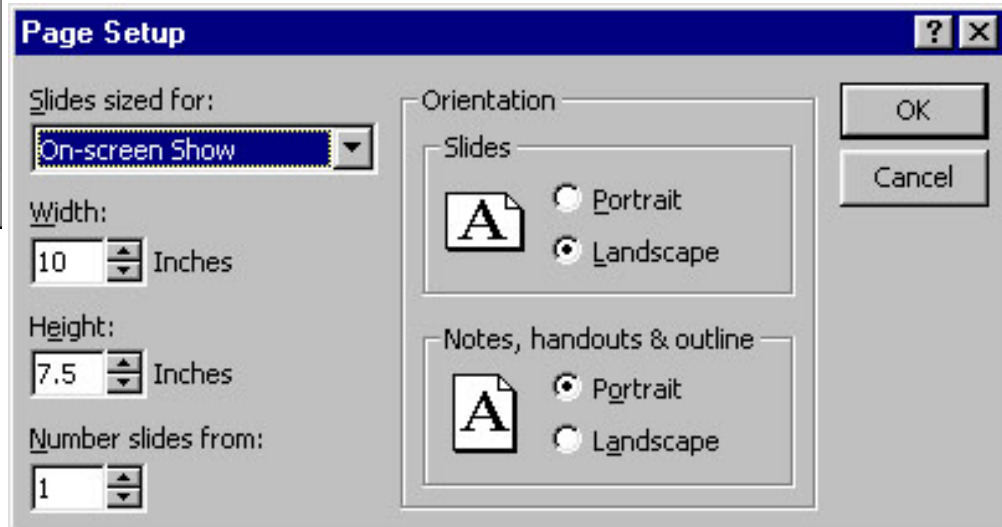 Page Setup
Slides sized for:
On-screen Show
Width:
10 Inches
Height:
7.5 Inches
Number slides from:
1
Orientation
Slides
A
Portrait
Landscape
Notes, handouts & outline
A
Portrait
Landscape
OK
Cancel